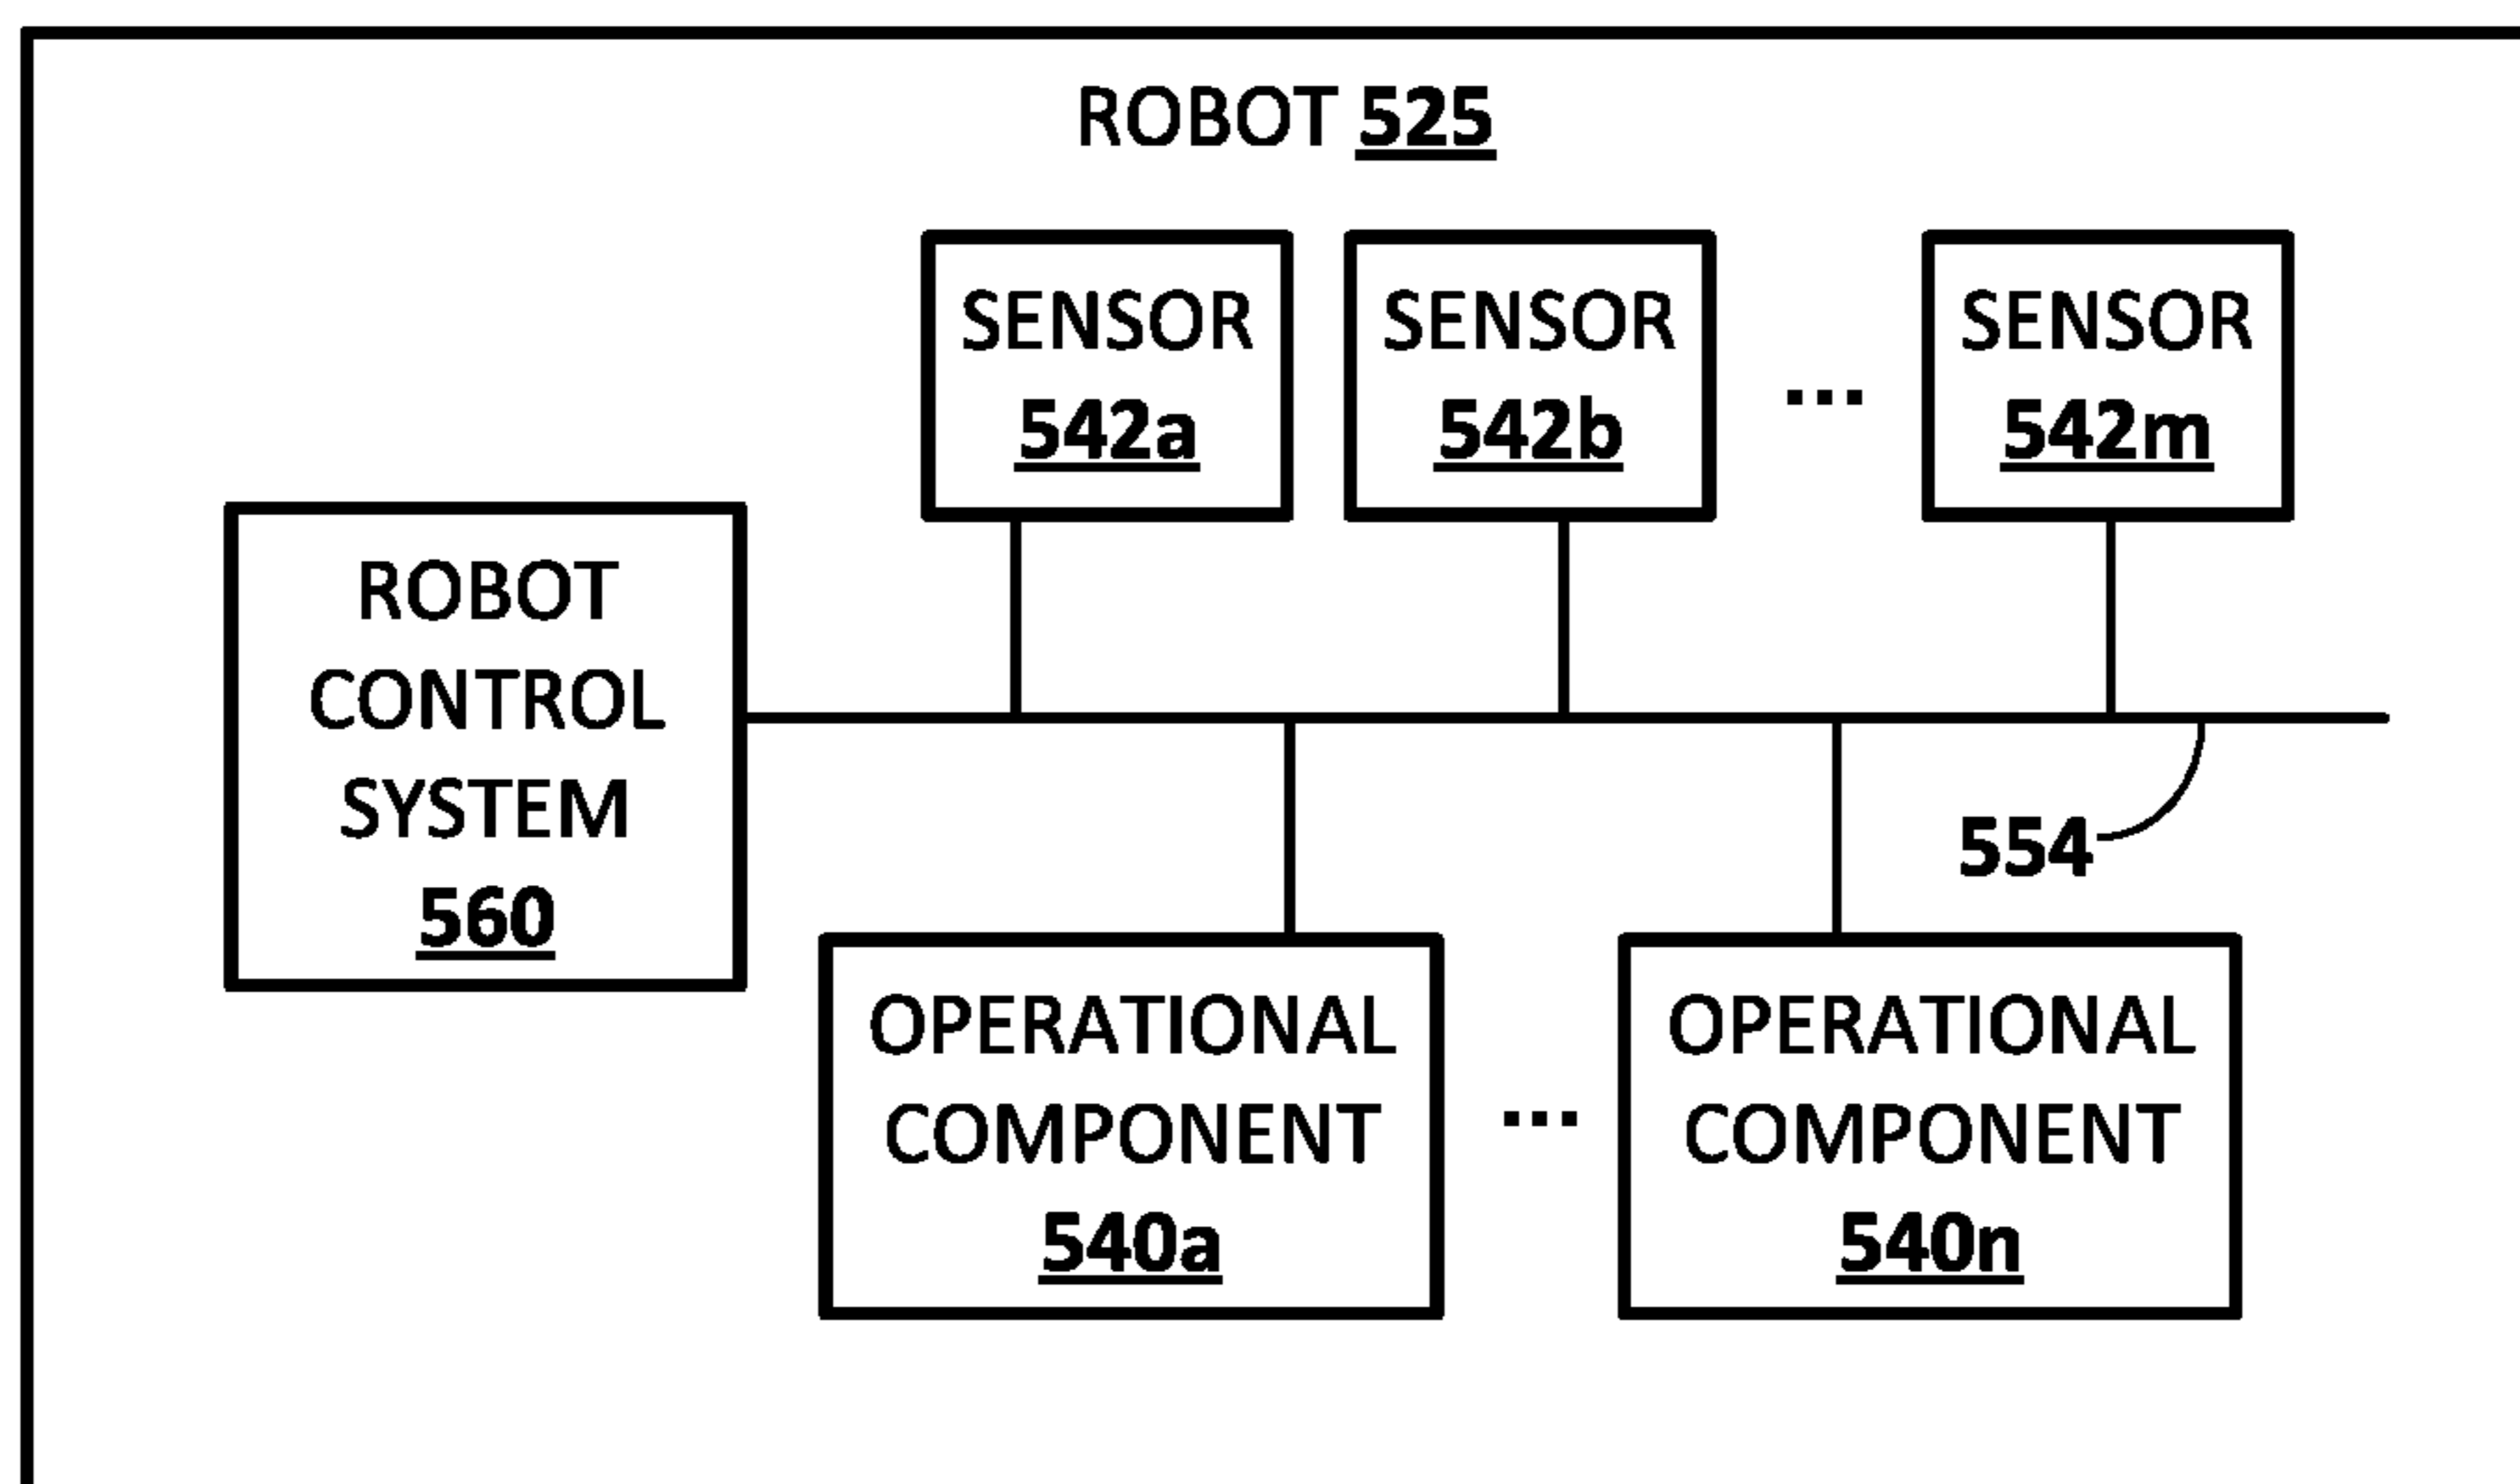 ROBOT 525
SENSOR
542a
SENSOR
542b
...
SENSOR
542m
ROBOT
CONTROL
SYSTEM
560
554
OPERATIONAL
COMPONENT
540a
...
OPERATIONAL
COMPONENT
540n